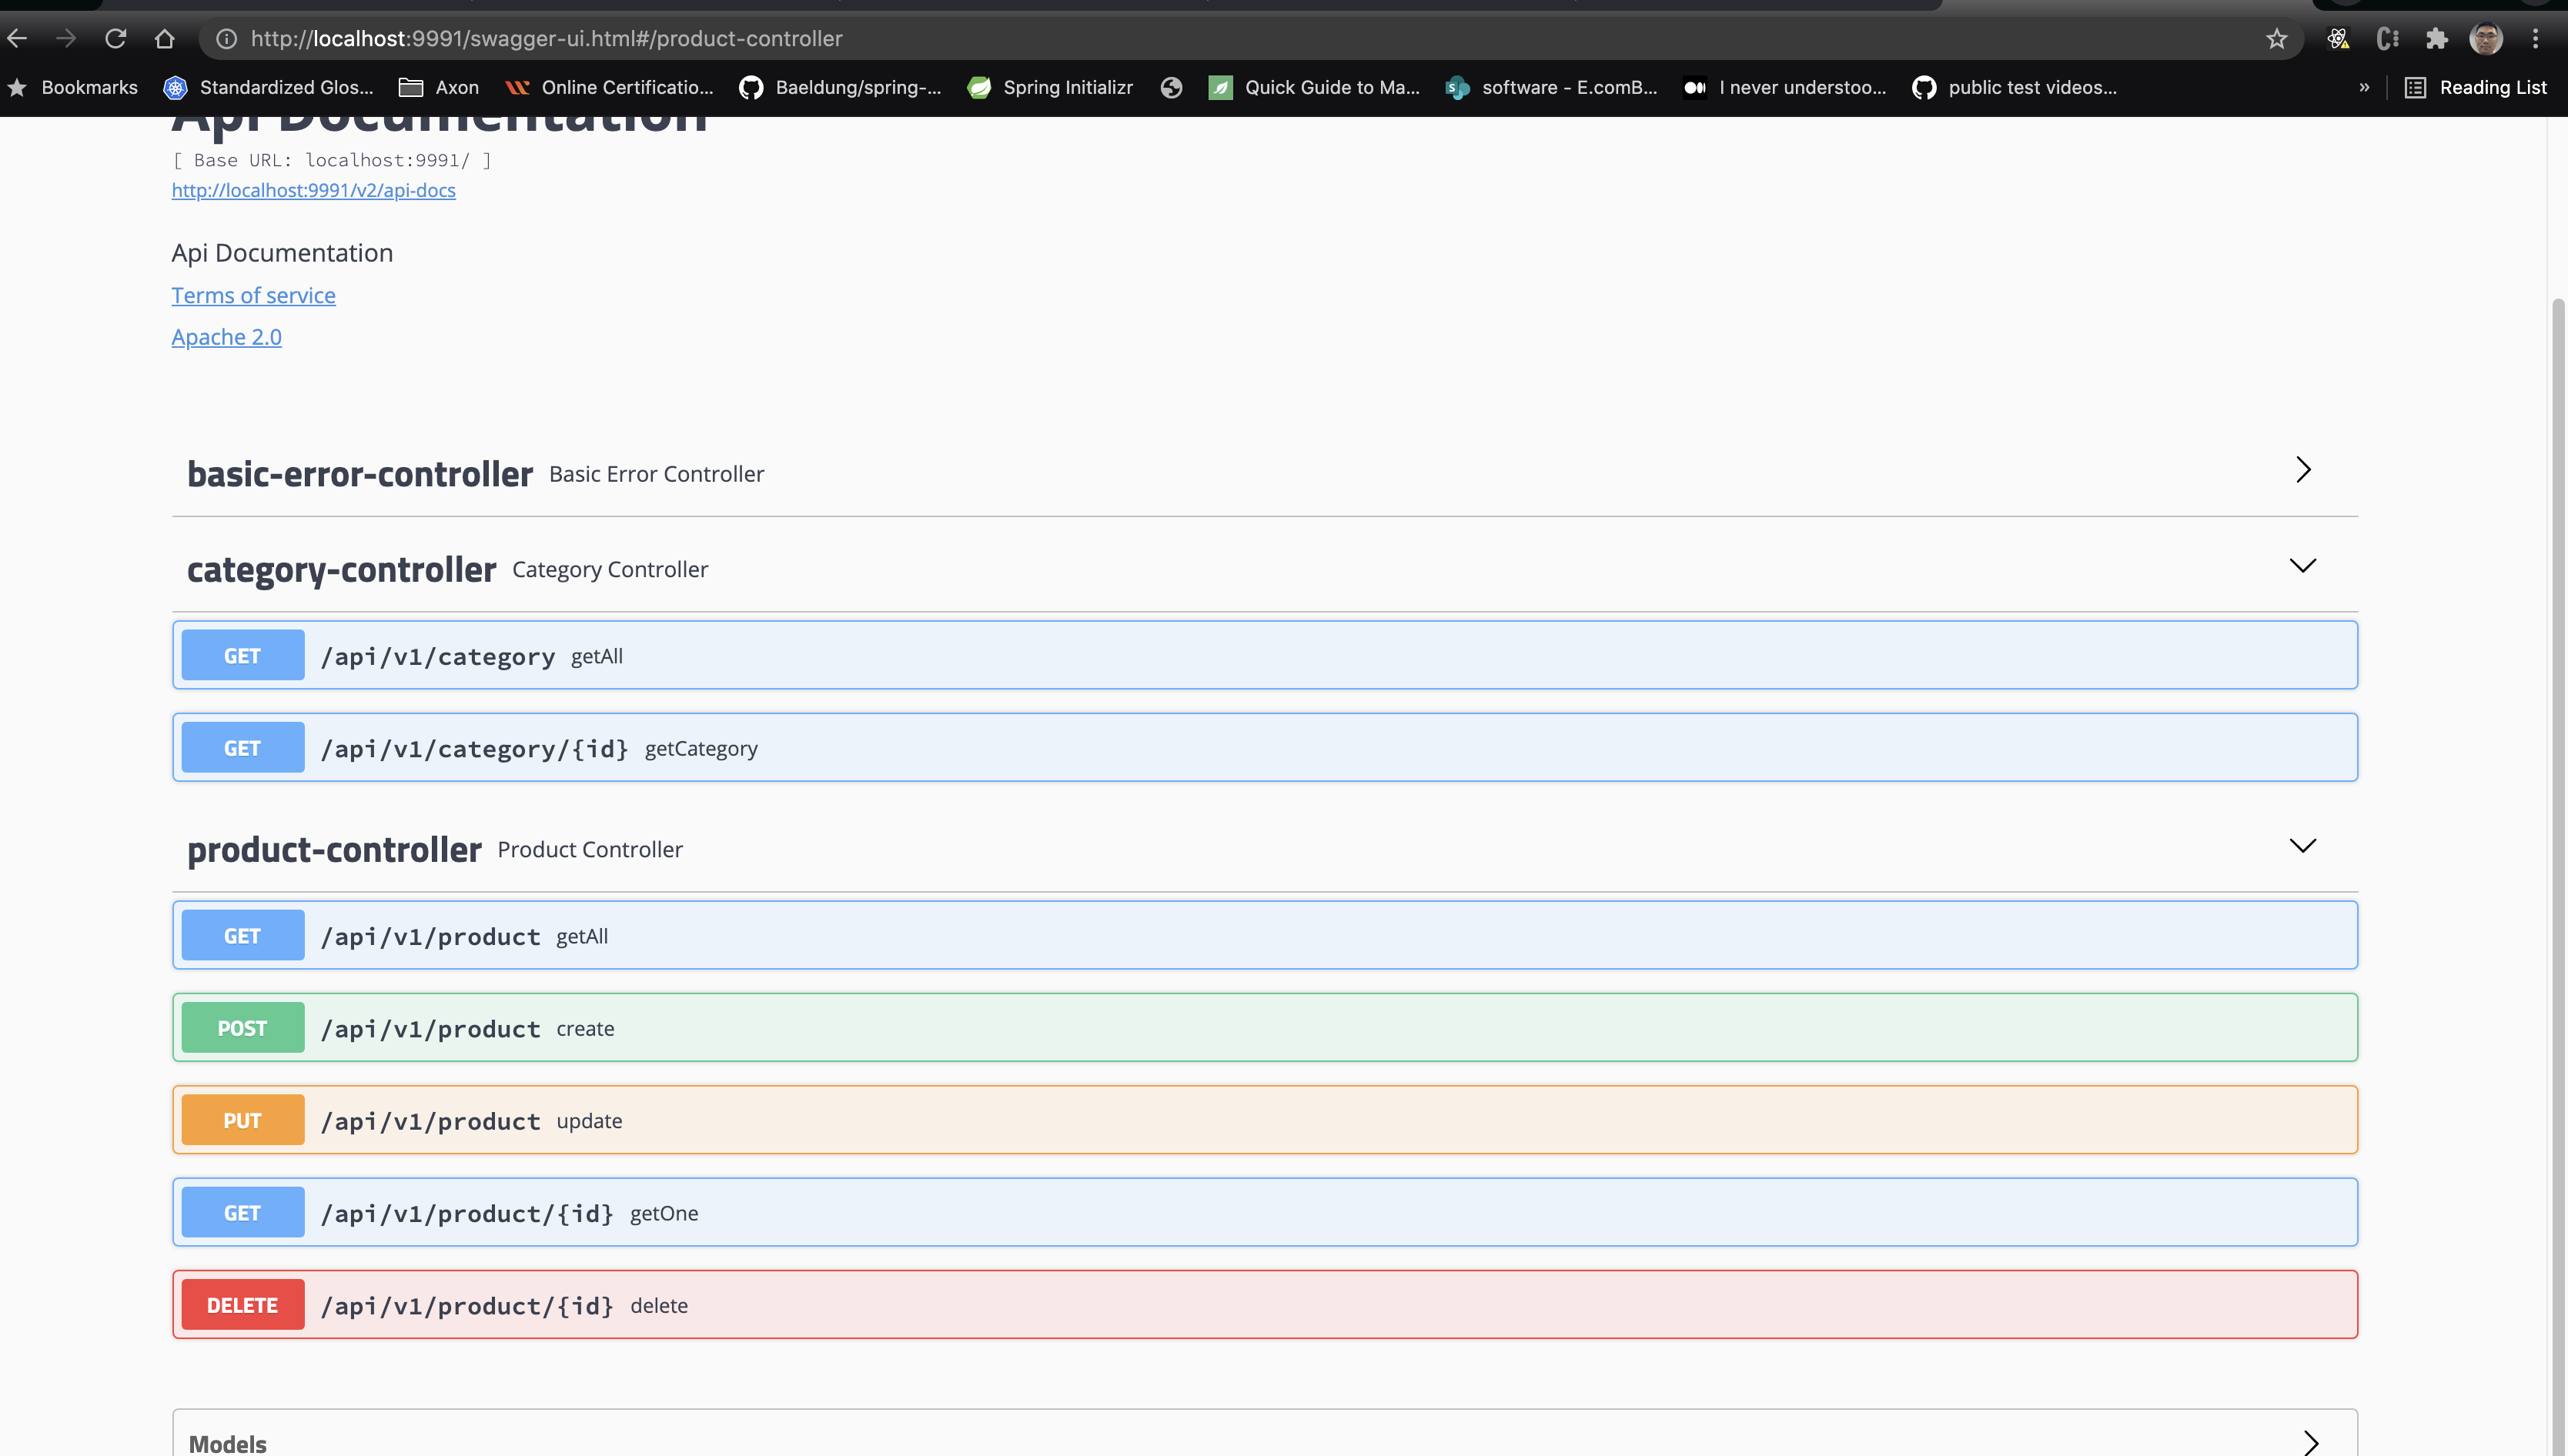 http://localhost:9991/swagger-ui.html#/product-controller
Bookmarks Standardized Glos... Axon Online Certificatio... Baeldung/spring-... Spring Initializr Quick Guide to Ma... software - E.comB... I never understoo... public test videos... » Reading List
Api Documentation
[ Base URL: localhost:9991/ ]
http://localhost:9991/v2/api-docs
Api Documentation
Terms of service
Apache 2.0
basic-error-controller Basic Error Controller
category-controller Category Controller
GET /api/v1/category getAll
GET /api/v1/category/{id} getCategory
product-controller Product Controller
GET /api/v1/product getAll
POST /api/v1/product create
PUT /api/v1/product update
GET /api/v1/product/{id} getOne
DELETE /api/v1/product/{id} delete
Models